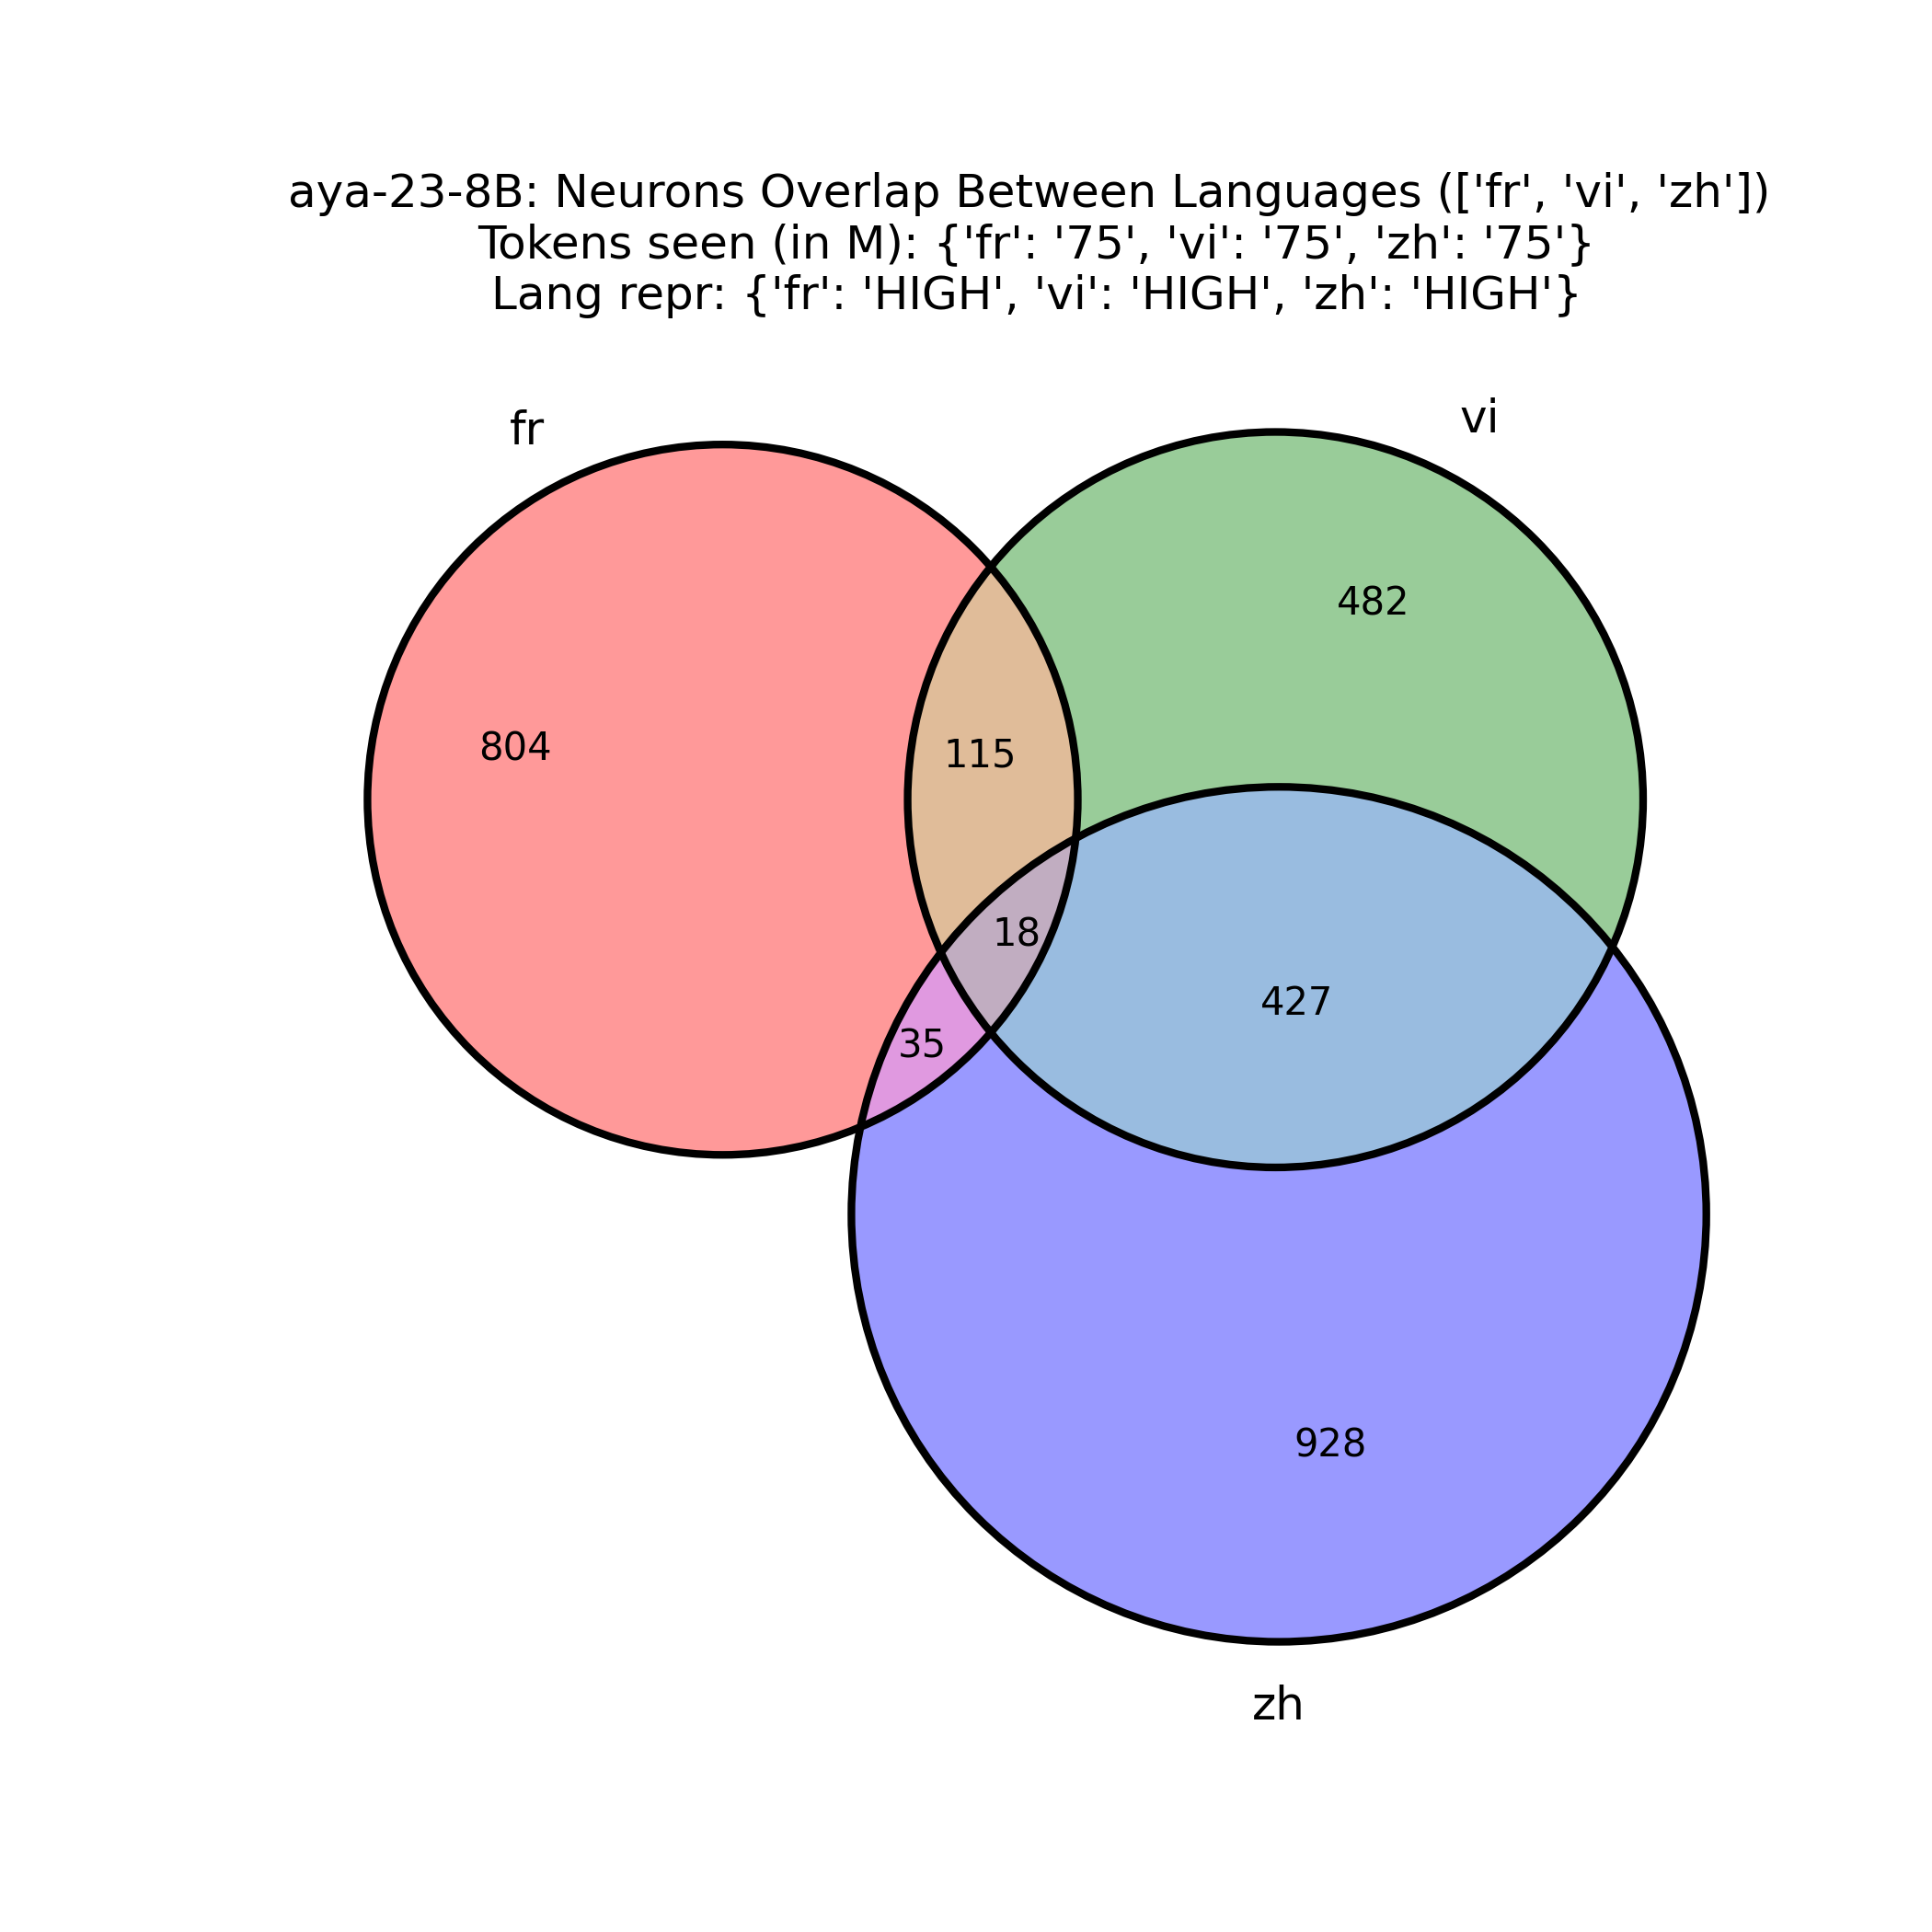 aya-23-8B: Neurons Overlap Between Languages (['fr', 'vi', 'zh'])
Tokens seen (in M): {'fr': '75', 'vi': '75', 'zh': '75'}
Lang repr: {'fr': 'HIGH', 'vi': 'HIGH', 'zh': 'HIGH'}
fr
vi
482
804
115
18
427
35
928
zh